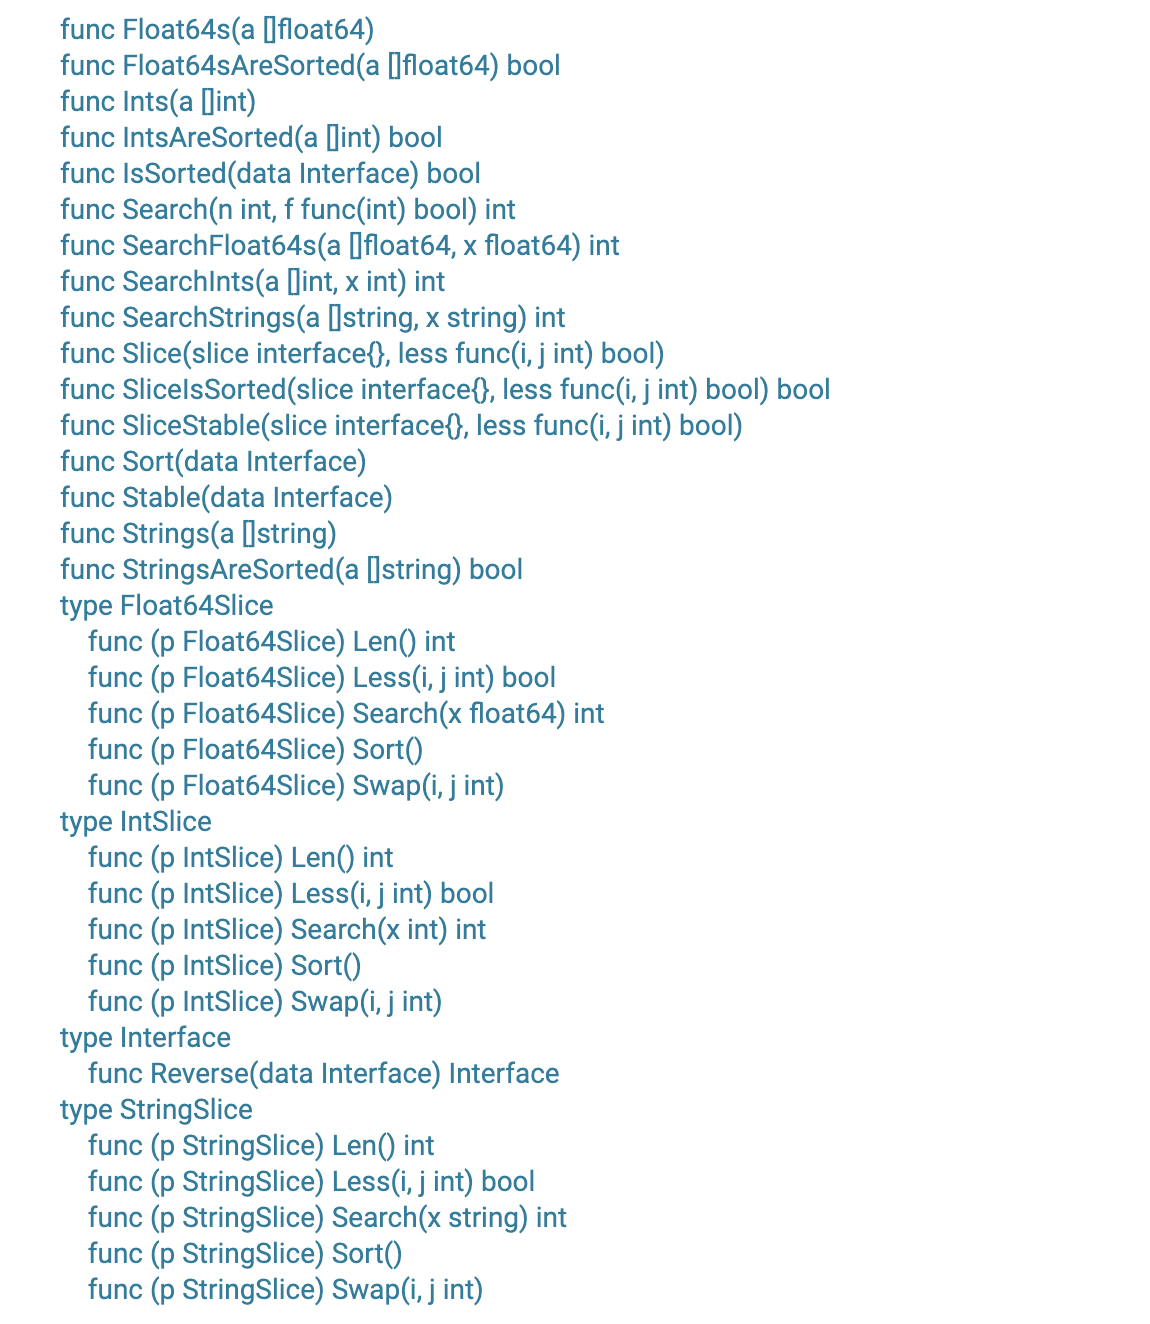 func Float64s(a []float64)
func Float64sAreSorted(a []float64) bool
func Ints(a []int)
func IntsAreSorted(a []int) bool
func IsSorted(data Interface) bool
func Search(n int, f func(int) bool) int
func SearchFloat64s(a []float64, x float64) int
func SearchInts(a []int, x int) int
func SearchStrings(a []string, x string) int
func Slice(slice interface{}, less func(i, j int) bool)
func SliceIsSorted(slice interface{}, less func(i, j int) bool) bool
func SliceStable(slice interface{}, less func(i, j int) bool)
func Sort(data Interface)
func Stable(data Interface)
func Strings(a []string)
func StringsAreSorted(a []string) bool
type Float64Slice
func (p Float64Slice) Len() int
func (p Float64Slice) Less(i, j int) bool
func (p Float64Slice) Search(x float64) int
func (p Float64Slice) Sort()
func (p Float64Slice) Swap(i, j int)
type IntSlice
func (p IntSlice) Len() int
func (p IntSlice) Less(i, j int) bool
func (p IntSlice) Search(x int) int
func (p IntSlice) Sort()
func (p IntSlice) Swap(i, j int)
type Interface
func Reverse(data Interface) Interface
type StringSlice
func (p StringSlice) Len() int
func (p StringSlice) Less(i, j int) bool
func (p StringSlice) Search(x string) int
func (p StringSlice) Sort()
func (p StringSlice) Swap(i, j int)